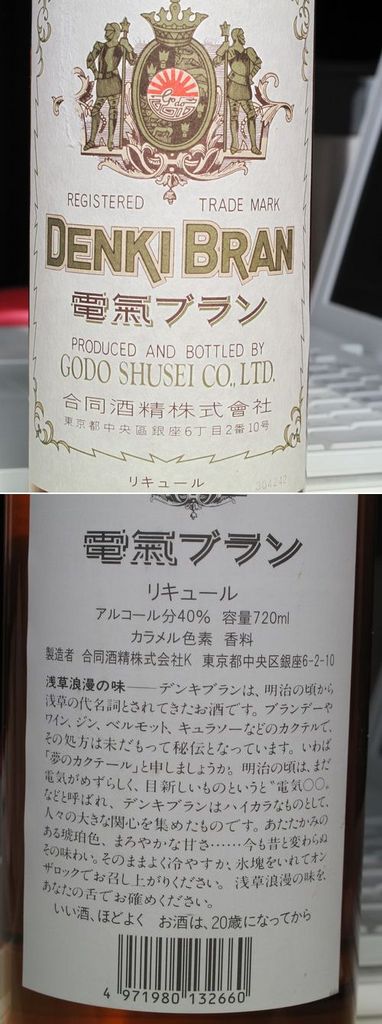 REGISTERED TRADE MARK
DENKI BRAN
電氣ブラン
PRODUCED AND BOTTLED BY
GODO SHUSEI CO., LTD.
合同酒精株式會社
東京都中央區銀座6丁目2番10号
リキュール
304242
電氣ブラン
リキュール
アルコール分40% 容量720ml
カラメル色素 香料
製造者 合同酒精株式会社K 東京都中央区銀座6-2-10
浅草浪漫の味――デンキブランは、明治の頃から
浅草の代名詞とされてきたお酒です。ブランデーや
ワイン、ジン、ベルモット、キュラソーなどのカクテルで、
その処方は未だもって秘伝となっています。いわば
「夢のカクテール」と申しましょうか。明治の頃は、まだ
電気がめずらしく、目新しいものというと"電気〇〇"
などと呼ばれ、デンキブランはハイカラなものとして、
人々の大きな関心を集めたものです。あたたかみの
ある琥珀色、まろやかな甘さ……今も昔と変わらぬ
その味わい。そのままよく冷やすか、氷塊をいれてオン
ザロックでお召し上がりください。浅草浪漫の味を、
あなたの舌でお確めください。
いい酒、ほどよく お酒は、20歳になってから
4 971980 132660